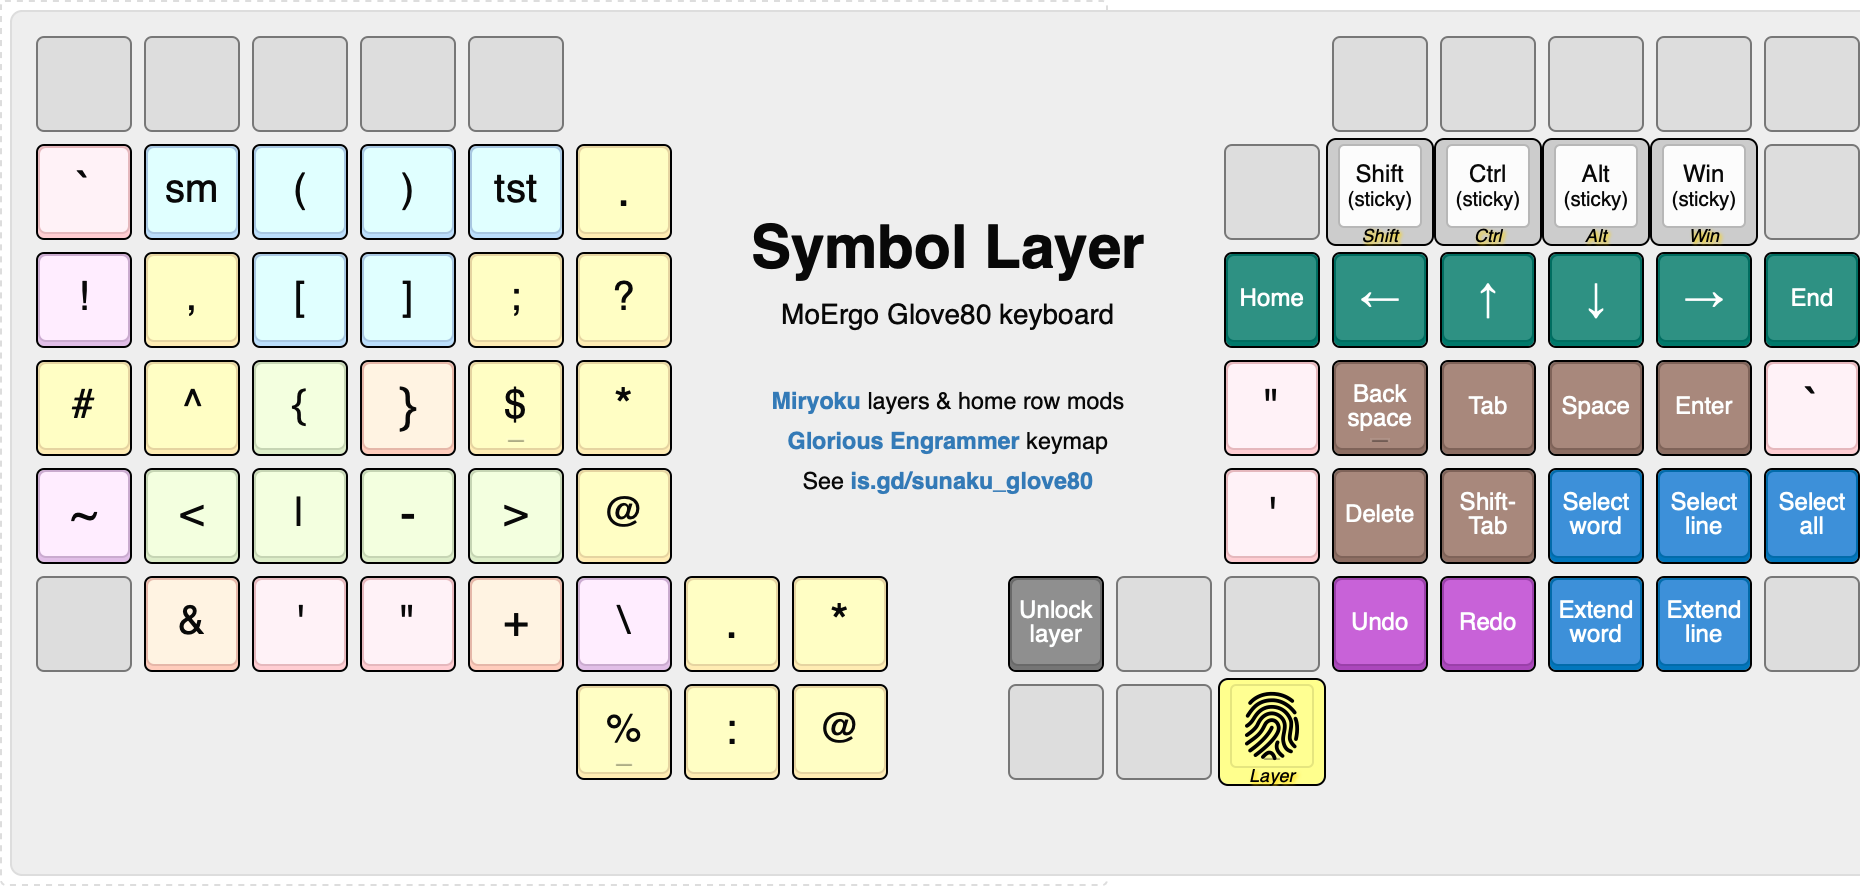 ` sm ( ) tst .
Shift (sticky) Shift
Ctrl (sticky) Ctrl
Alt (sticky) Alt
Win (sticky) Win
Symbol Layer
MoErgo Glove80 keyboard
Miryoku layers & home row mods
Glorious Engrammer keymap
See is.gd/sunaku_glove80
! , [ ] ; ?
Home ← ↑ ↓ → End
# ^ { } $ *
_
" Back space Tab Space Enter `
_
~ < | - > @
' Delete Shift-Tab Select word Select line Select all
& ' " + \ . *
Unlock layer Undo Redo Extend word Extend line
% : @
_
Layer